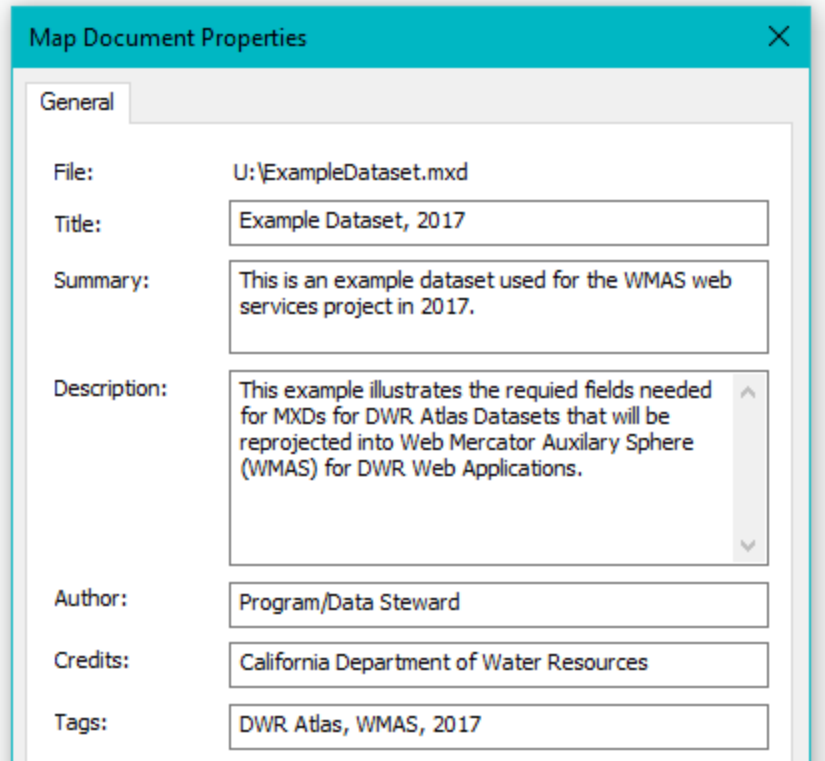 Map Document Properties
General
File: U:\ExampleDataset.mxd
Title: Example Dataset, 2017
Summary: This is an example dataset used for the WMAS web
services project in 2017.
Description: This example illustrates the requied fields needed
for MXDs for DWR Atlas Datasets that will be
reprojected into Web Mercator Auxilary Sphere
(WMAS) for DWR Web Applications.
Author: Program/Data Steward
Credits: California Department of Water Resources
Tags: DWR Atlas, WMAS, 2017